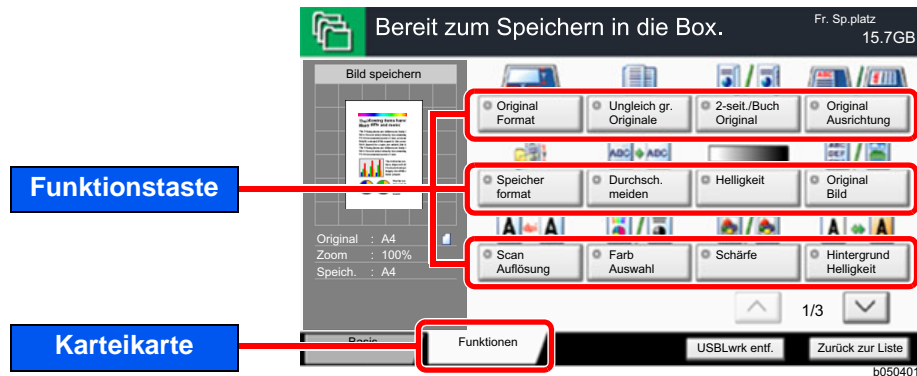 Bereit zum Speichern in die Box.
Fr. Sp.platz
15.7GB
Bild speichern
Original
Format
Ungleich gr.
Originale
2-seit./Buch
Original
Original
Ausrichtung
ABC ABC
Funktionstaste
Speicher
format
Durchsch.
meiden
Helligkeit
Original
Bild
Original : A4
Zoom : 100%
Speich. : A4
A A
A A
Scan
Auflösung
Farb
Auswahl
Schärfe
Hintergrund
Helligkeit
1/3
Karteikarte
Basis
Funktionen
USBLwrk entf.
Zurück zur Liste
b050401